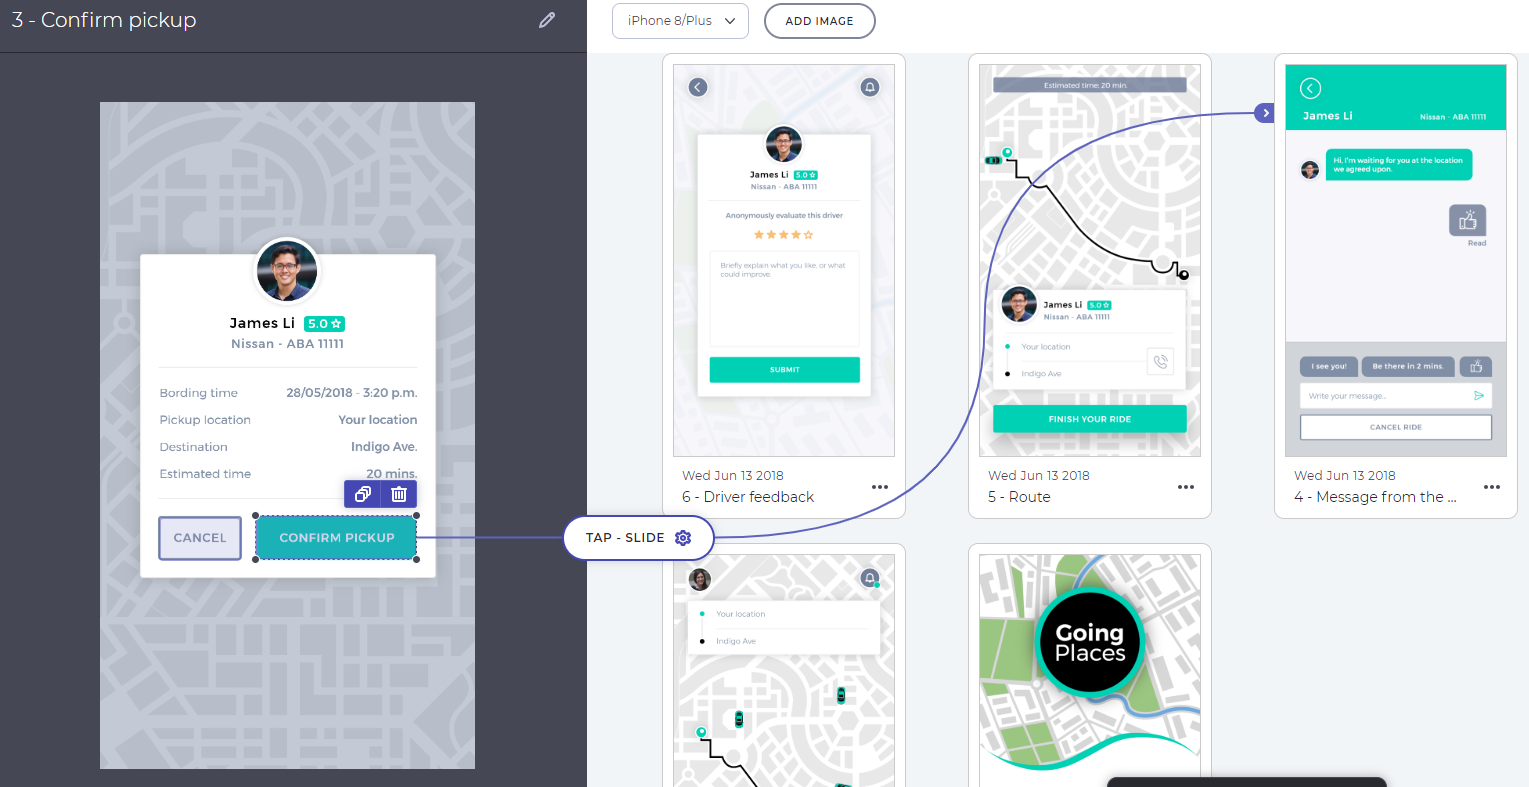 3 - Confirm pickup
James Li 5.0
Nissan - ABA 11111
Bording time 28/05/2018 - 3:20 p.m.
Pickup location Your location
Destination Indigo Ave.
Estimated time 20 mins.
CANCEL
CONFIRM PICKUP
TAP - SLIDE
iPhone 8/Plus
ADD IMAGE
James Li 5.0
Nissan - ABA 11111
Anonymously evaluate this driver
Briefly explain what you like, or what
could improve.
SUBMIT
Wed Jun 13 2018
6 - Driver feedback
Estimated time: 20 min.
James Li 5.0
Nissan - ABA 11111
Your location
Indigo Ave
FINISH YOUR RIDE
Wed Jun 13 2018
5 - Route
James Li
Nissan - ABA 11111
Hi, I'm waiting for you at the location
we agreed upon.
Read
I see you!
Be there in 2 mins.
Write your message...
CANCEL RIDE
Wed Jun 13 2018
4 - Message from the ...
Your location
Indigo Ave
Going
Places